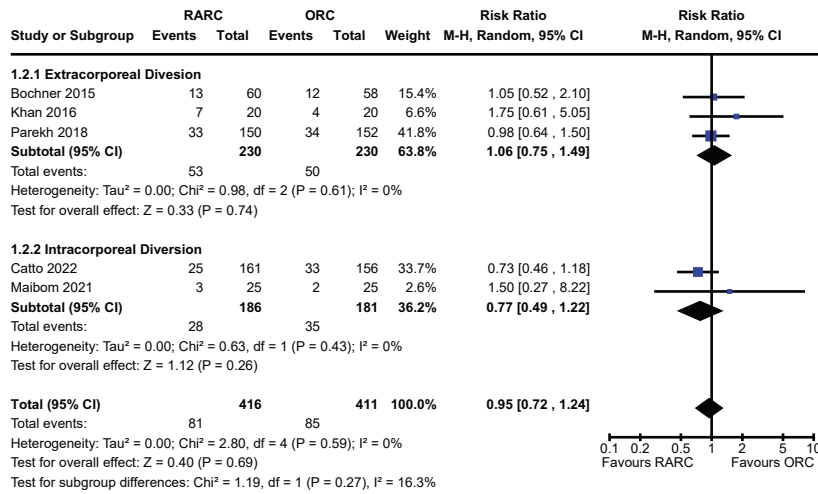 RARC ORC Risk Ratio Risk Ratio
Study or Subgroup Events Total Events Total Weight M-H, Random, 95% CI M-H, Random, 95% CI
1.2.1 Extracorporeal Divesion
Bochner 2015 13 60 12 58 15.4% 1.05 [0.52 , 2.10]
Khan 2016 7 20 4 20 6.6% 1.75 [0.61 , 5.05]
Parekh 2018 33 150 34 152 41.8% 0.98 [0.64 , 1.50]
Subtotal (95% CI) 230 230 63.8% 1.06 [0.75 , 1.49]
Total events: 53 50
Heterogeneity: Tau² = 0.00; Chi² = 0.98, df = 2 (P = 0.61); I² = 0%
Test for overall effect: Z = 0.33 (P = 0.74)
1.2.2 Intracorporeal Diversion
Catto 2022 25 161 33 156 33.7% 0.73 [0.46 , 1.18]
Maibom 2021 3 25 2 25 2.6% 1.50 [0.27 , 8.22]
Subtotal (95% CI) 186 181 36.2% 0.77 [0.49 , 1.22]
Total events: 28 35
Heterogeneity: Tau² = 0.00; Chi² = 0.63, df = 1 (P = 0.43); I² = 0%
Test for overall effect: Z = 1.12 (P = 0.26)
Total (95% CI) 416 411 100.0% 0.95 [0.72 , 1.24]
Total events: 81 85
Heterogeneity: Tau² = 0.00; Chi² = 2.80, df = 4 (P = 0.59); I² = 0%
Test for overall effect: Z = 0.40 (P = 0.69)
Test for subgroup differences: Chi² = 1.19, df = 1 (P = 0.27), I² = 16.3%
0.1 0.2 0.5 1 2 5 10
Favours RARC Favours ORC